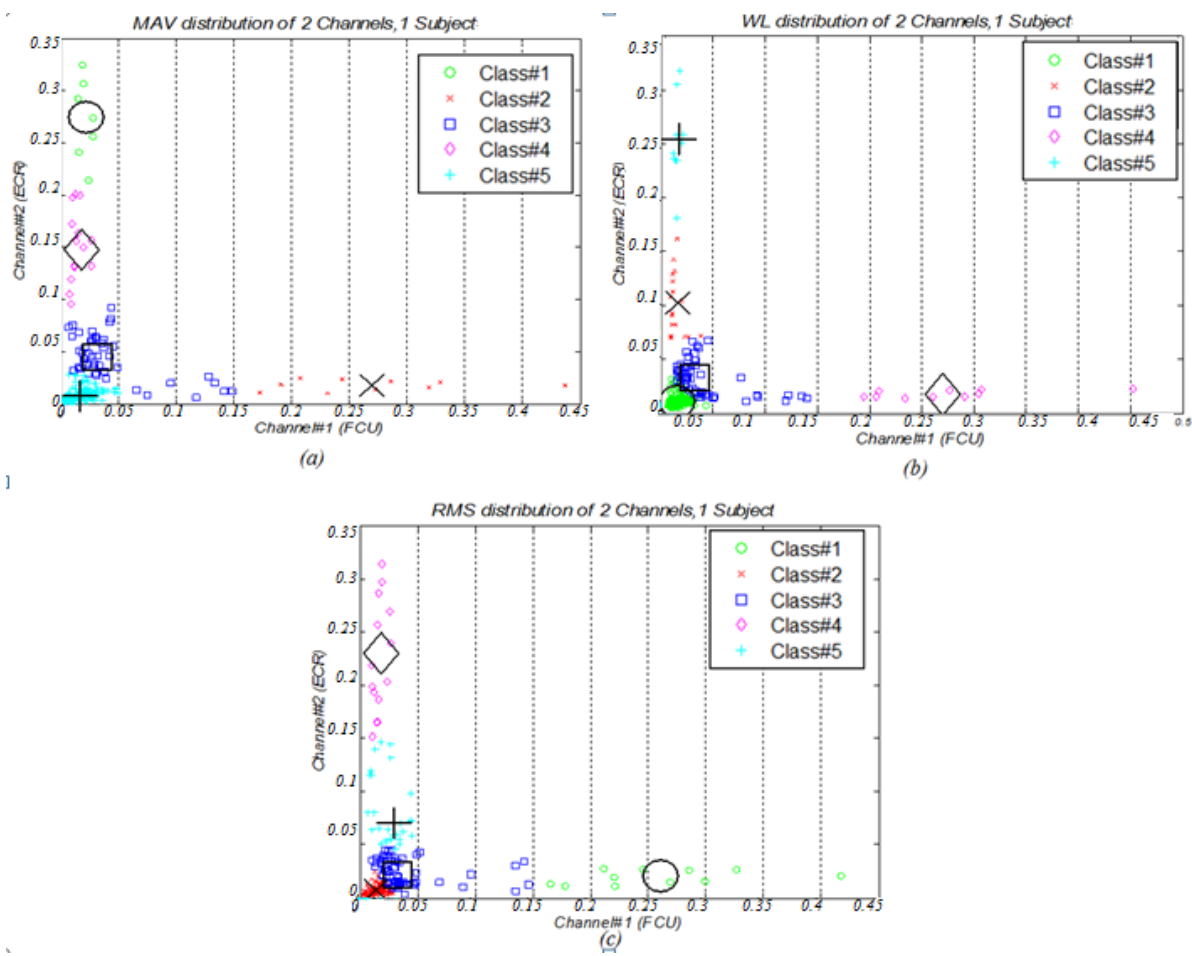 MAV distribution of 2 Channels,1 Subject
0.35
0.3
0.25
0.2
0.15
0.1
0.05
0
Channel##2 (ECR)
Class#1
Class#2
Class#3
Class#4
Class#5
0 0.05 0.1 0.15 0.2 0.25 0.3 0.35 0.45
Channel#1 (FCU)
(a)
WL distribution of 2 Channels,1 Subject
0.35
0.3
0.25
0.2
0.15
0.1
0.05
0
Channel##2 (ECR)
Class#1
Class#2
Class#3
Class#4
Class#5
0.05 0.1 0.15 0.2 0.25 0.3 0.35 0.4 0.45 0.5
Channel#1 (FCU)
(b)
RMS distribution of 2 Channels,1 Subject
0.35
0.3
0.25
0.2
0.15
0.1
0.05
0
Channel##2 (ECR)
Class#1
Class#2
Class#3
Class#4
Class#5
0 0.05 0.1 0.15 0.2 0.25 0.3 0.35 0.4 0.45
Channel#1 (FCU)
(c)